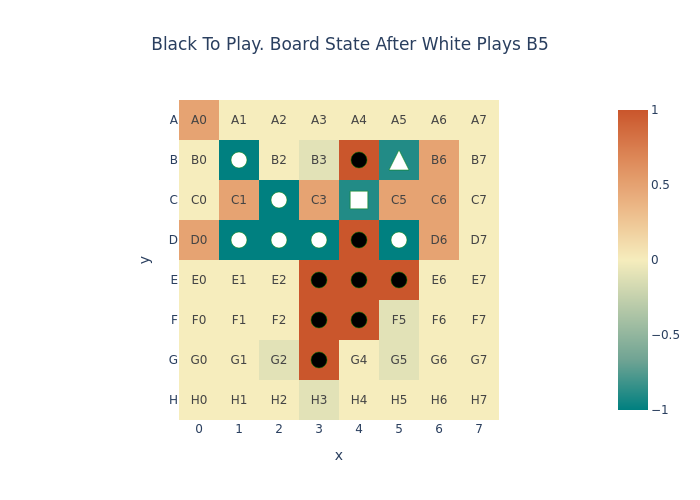 Black To Play. Board State After White Plays B5
A A0 A1 A2 A3 A4 A5 A6 A7 1
B B0 B2 B3 B6 B7
C C0 C1 C3 C5 C6 C7 0.5
D D0 D6 D7
y 0
E E0 E1 E2 E6 E7
F F0 F1 F2 F5 F6 F7 −0.5
G G0 G1 G2 G4 G5 G6 G7
H H0 H1 H2 H3 H4 H5 H6 H7 −1
0 1 2 3 4 5 6 7
x